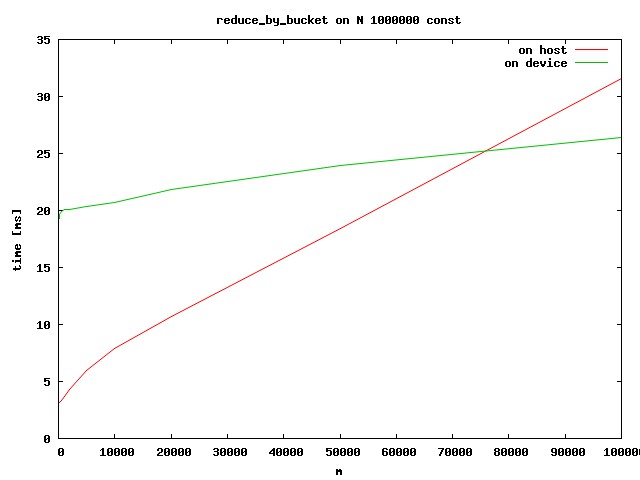 reduce_by_bucket on N 1000000 const
35
30
25
20
15
10
5
0
time [ms]
on host
on device
0 10000 20000 30000 40000 50000 60000 70000 80000 90000 10000
m